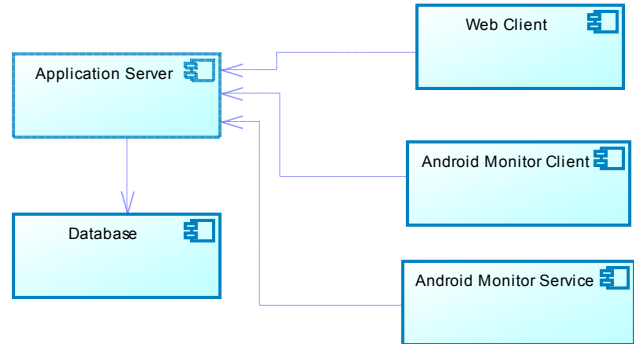 Web Client
Application Server
Android Monitor Client
Database
Android Monitor Service